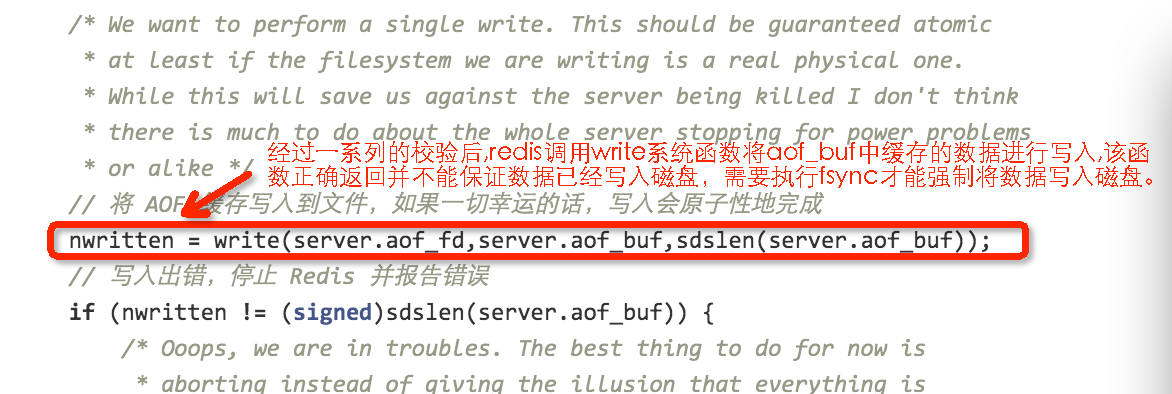 /* We want to perform a single write. This should be guaranteed atomic
* at least if the filesystem we are writing is a real physical one.
* While this will save us against the server being killed I don't think
* there is much to do about the whole server stopping for power problems
* or alike */
经过一系列的校验后,redis调用write系统函数将aof_buf中缓存的数据进行写入,该函
数正确返回并不能保证数据已经写入磁盘，需要执行fsync才能强制将数据写入磁盘。
// 将 AOF 缓存写入到文件，如果一切幸运的话，写入会原子性地完成
nwritten = write(server.aof_fd,server.aof_buf,sdslen(server.aof_buf));
// 写入出错，停止 Redis 并报告错误
if (nwritten != (signed)sdslen(server.aof_buf)) {
/* Ooops, we are in troubles. The best thing to do for now is
* aborting instead of giving the illusion that everything is